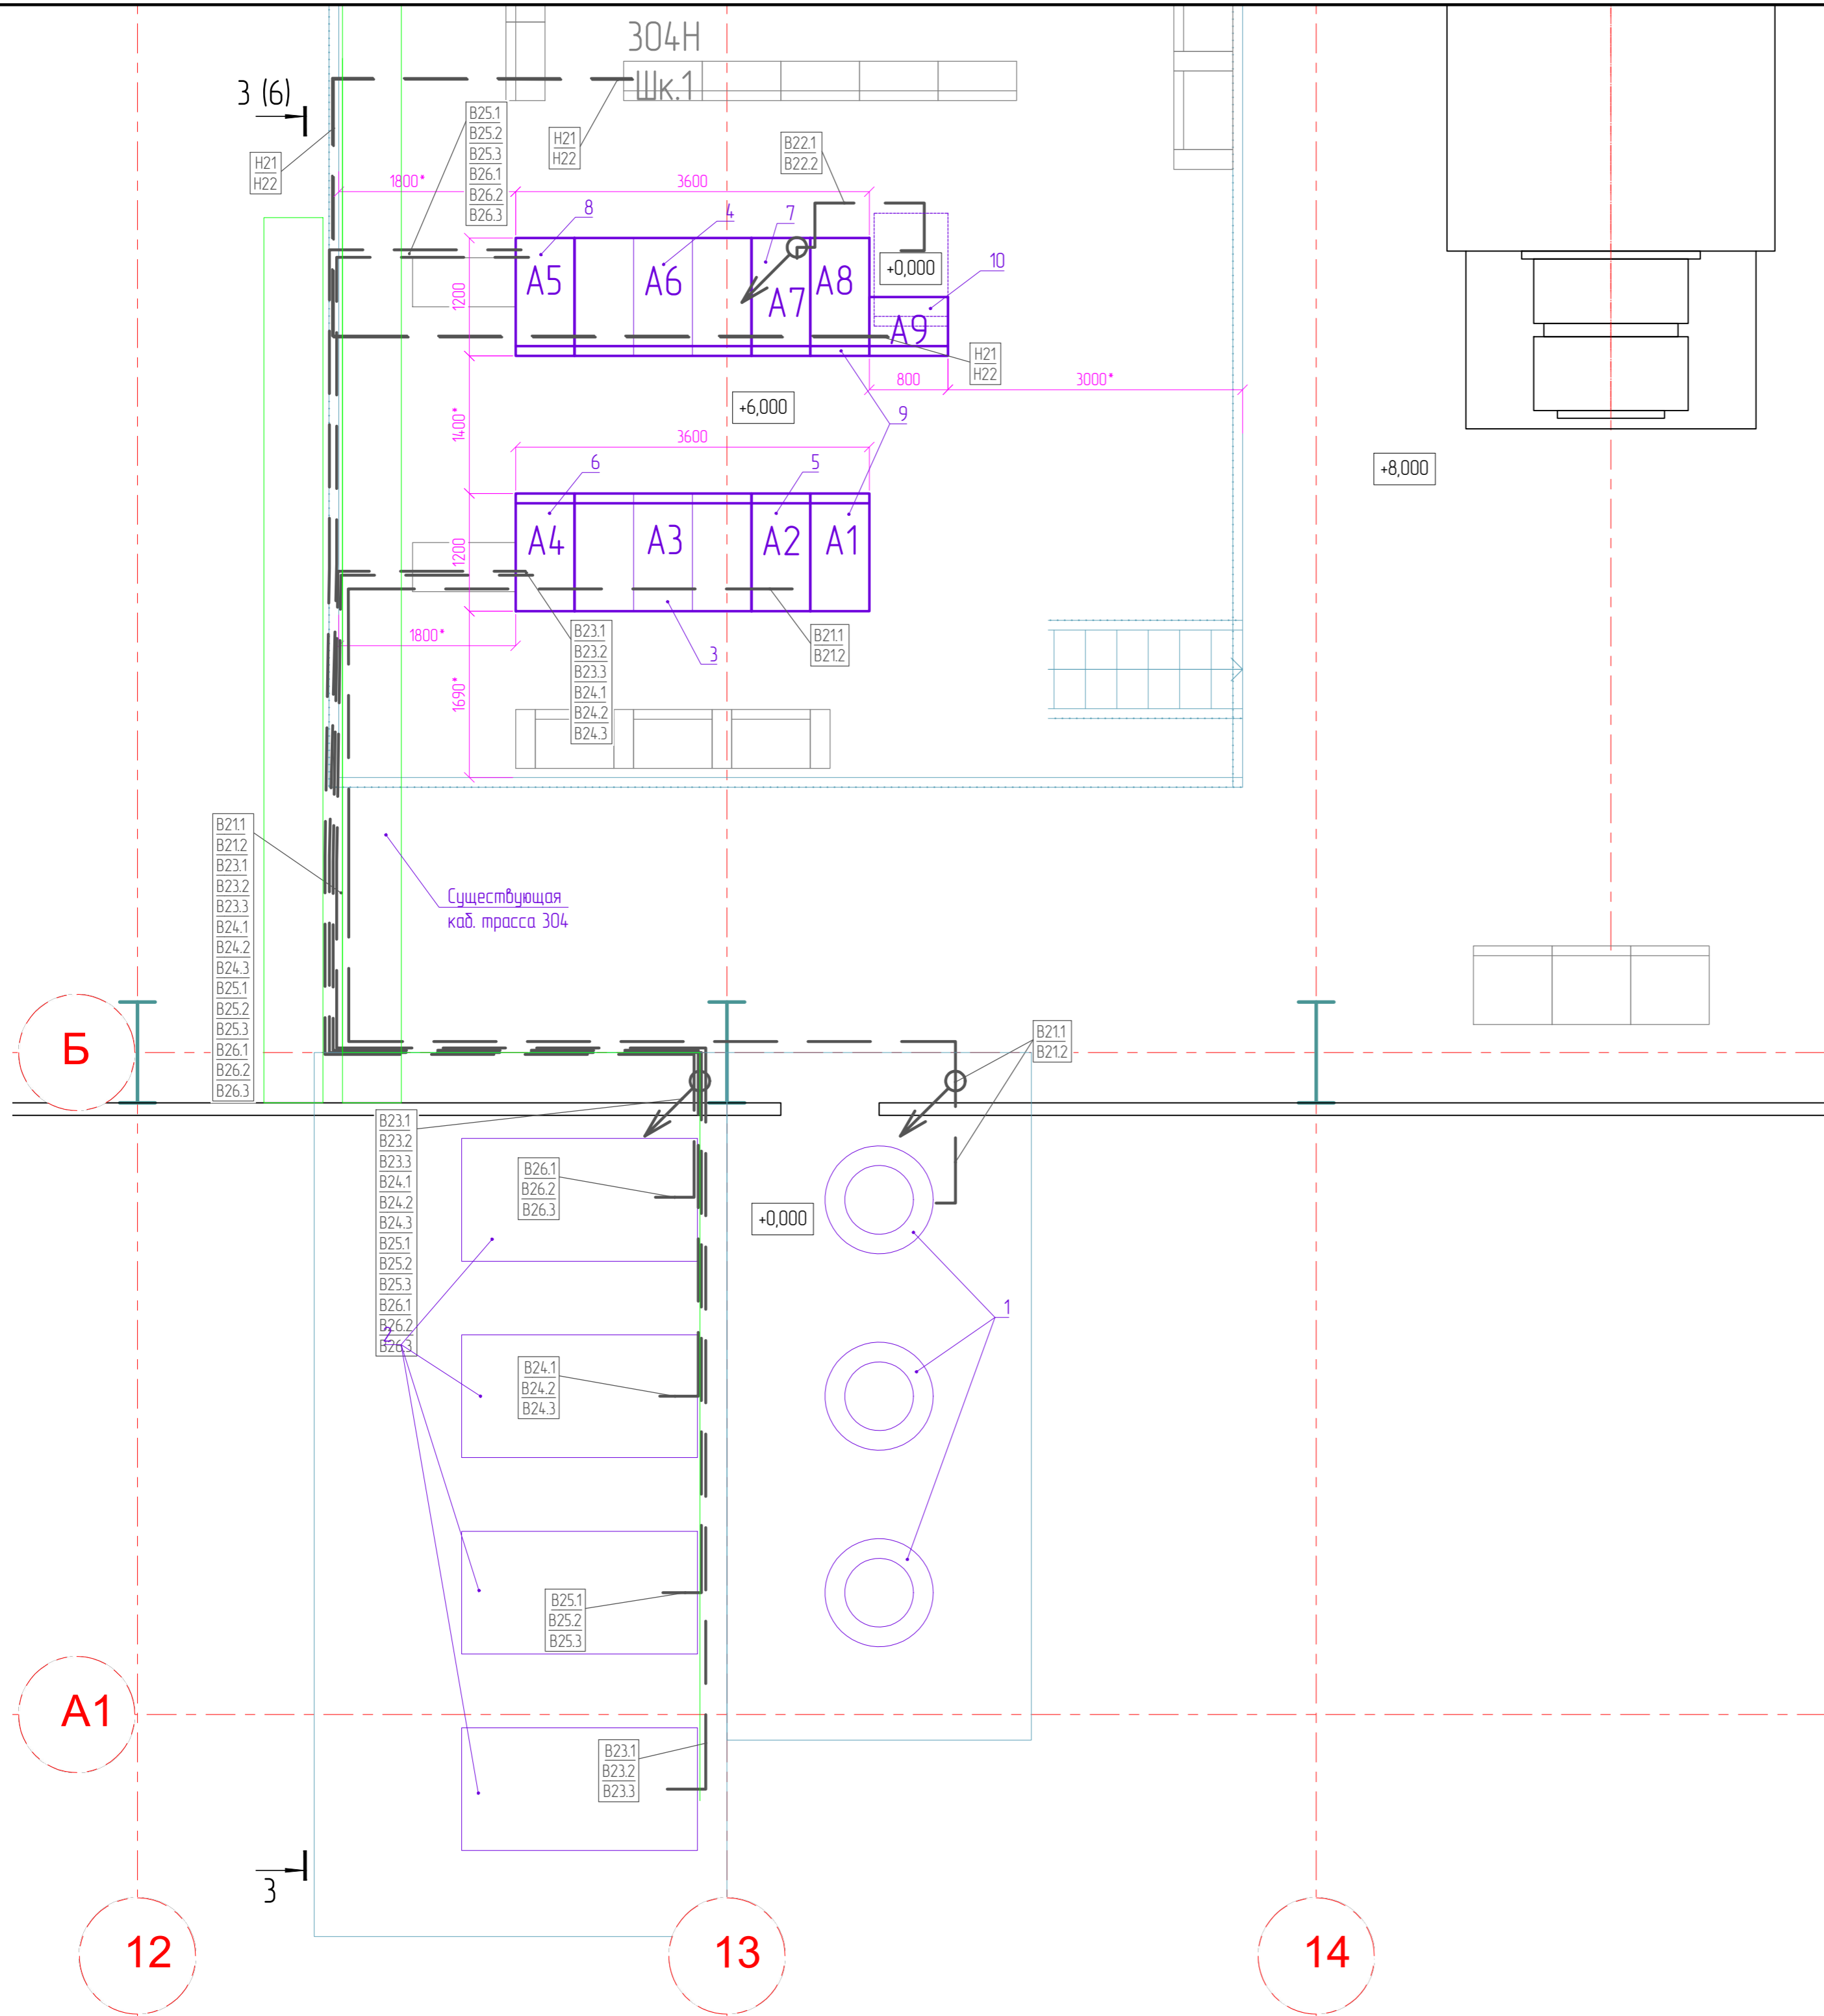 304Н
Шк.1
3 (6)
В25.1
В25.2
В25.3
В26.1
В26.2
В26.3
Н21
Н22
В22.1
В22.2
Н21
Н22
1800*
3600
8
4
7
10
+0,000
А5
А6
А7
А8
А9
1200
Н21
Н22
800
3000*
+6,000
9
1400*
3600
+8,000
6
5
А4
А3
А2
А1
1200
В23.1
В23.2
В23.3
В24.1
В24.2
В24.3
1800*
3
В21.1
В21.2
1690*
В21.1
В21.2
В23.1
В23.2
В23.3
В24.1
В24.2
В24.3
В25.1
В25.2
В25.3
В26.1
В26.2
В26.3
Существующая
каб. трасса 304
Б
В21.1
В21.2
В23.1
В23.2
В23.3
В24.1
В24.2
В24.3
В25.1
В25.2
В25.3
В26.1
В26.2
В26.3
2
В26.1
В26.2
В26.3
+0,000
1
В24.1
В24.2
В24.3
В25.1
В25.2
В25.3
А1
В23.1
В23.2
В23.3
3
12
13
14